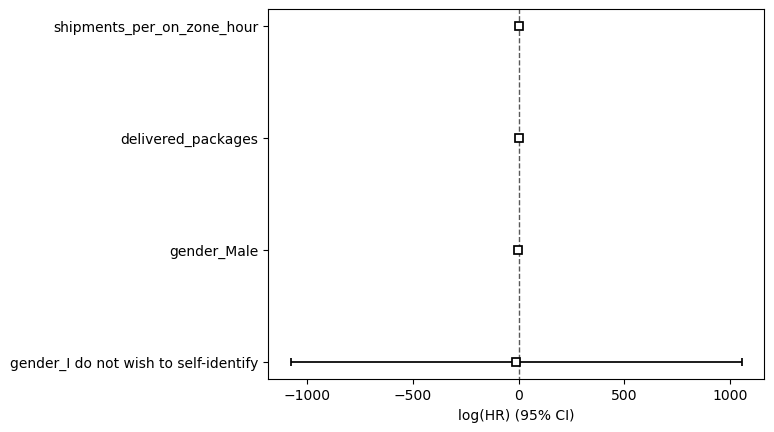 shipments_per_on_zone_hour
delivered_packages
gender_Male
gender_I do not wish to self-identify
−1000 −500 0 500 1000
log(HR) (95% CI)